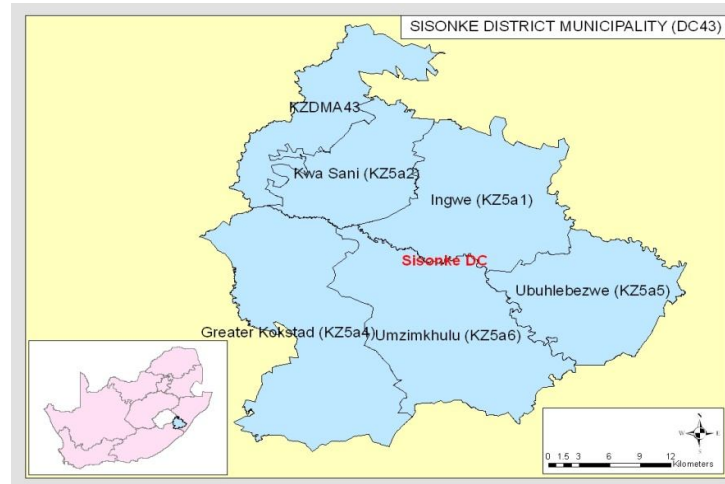 SISONKE DISTRICT MUNICIPALITY (DC43)
KZDMA43
Kwa Sani (KZ5a2)
Ingwe (KZ5a1)
Sisonke DC
Ubuhlebezwe (KZ5a5)
Greater Kokstad (KZ5a4)
Umzimkhulu (KZ5a6)
N
W E
S
0 1.5 3 6 9 12
Kilometers